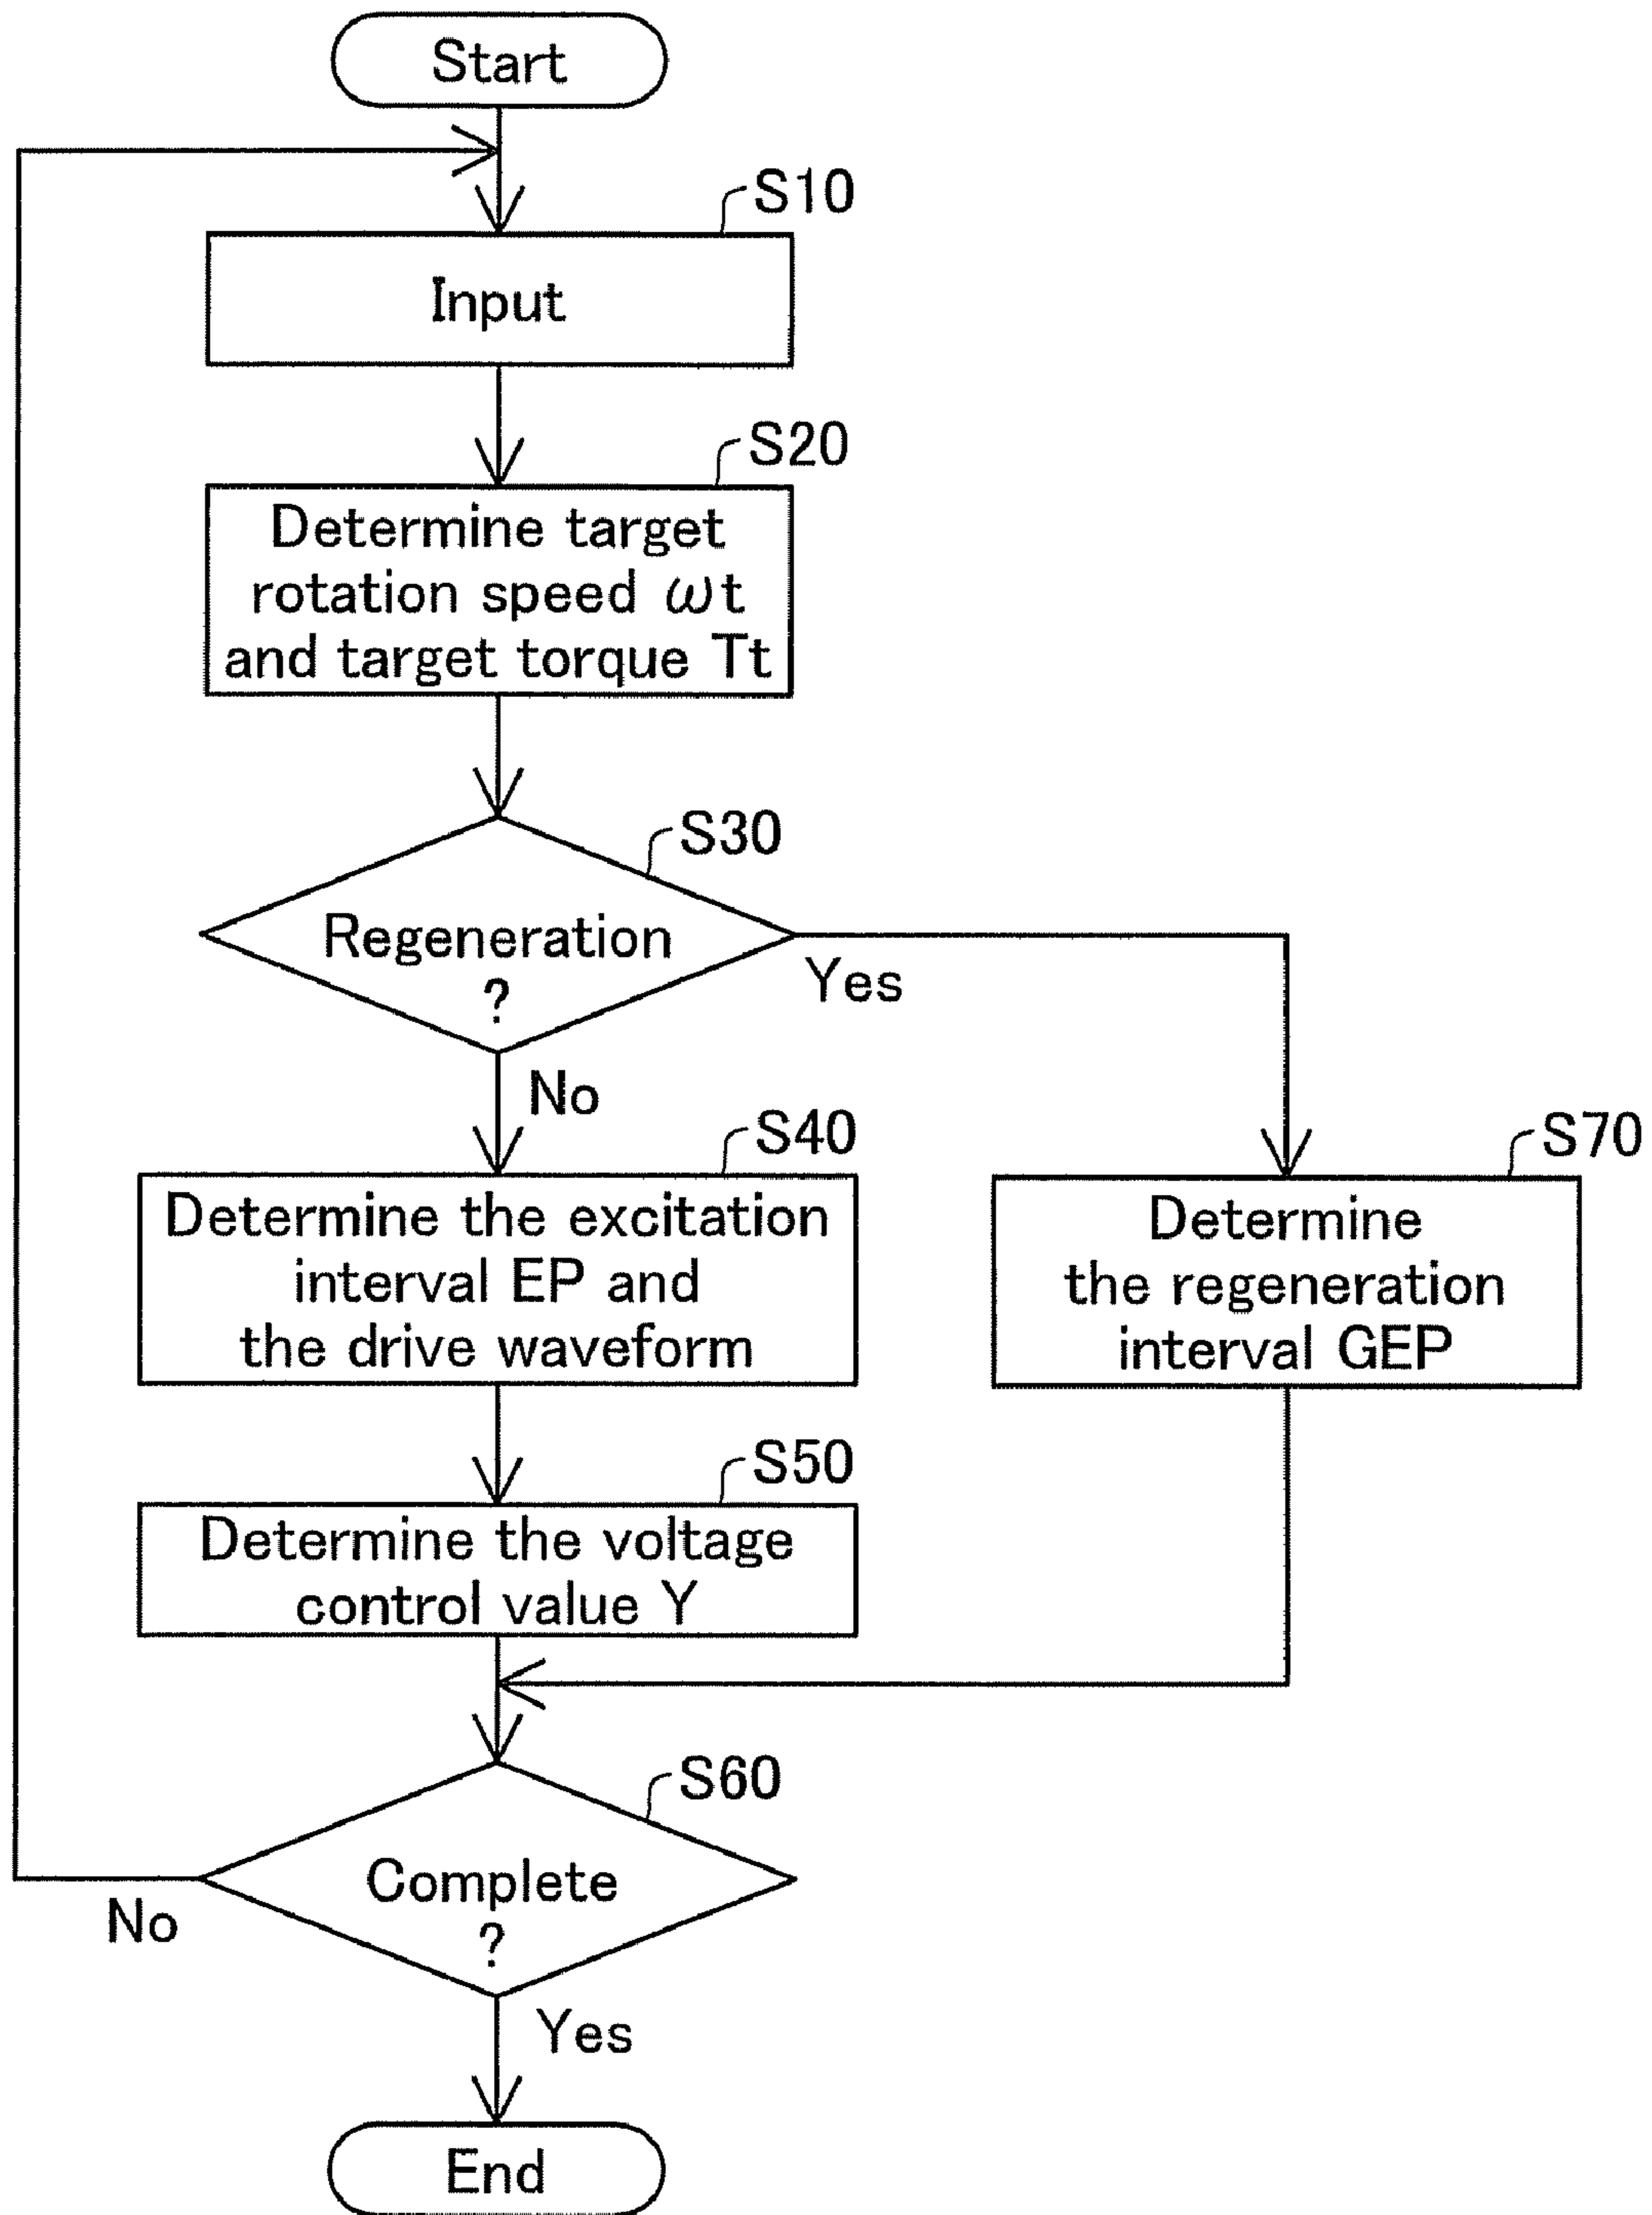 Start
S10
Input
S20
Determine target
rotation speed ωt
and target torque Tt
S30
Regeneration
?
Yes
No
S40
Determine the excitation
interval EP and
the drive waveform
S70
Determine
the regeneration
interval GEP
S50
Determine the voltage
control value Y
S60
Complete
?
No
Yes
End